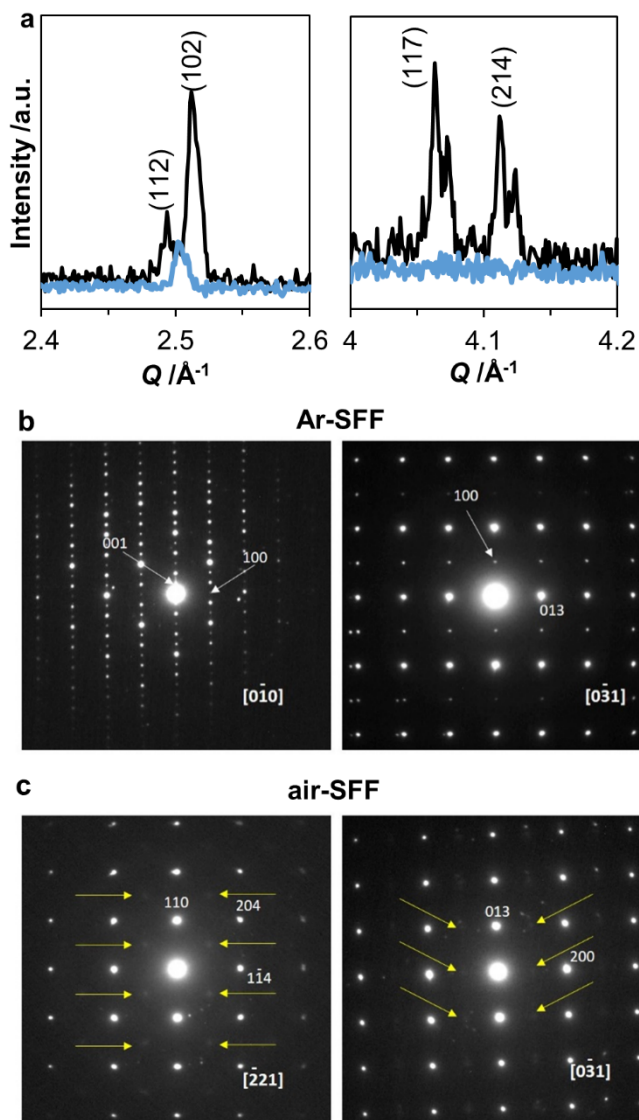 a
Intensity /a.u.
(112)
(102)
(117)
(214)
2.4 2.5 2.6
4 4.1 4.2
Q /Å⁻¹
Q /Å⁻¹
b Ar-SFF
001
100
[01̄0]
100
013
[03̄1]
c air-SFF
110
204
11̄4
[2̄21]
013
200
[03̄1]